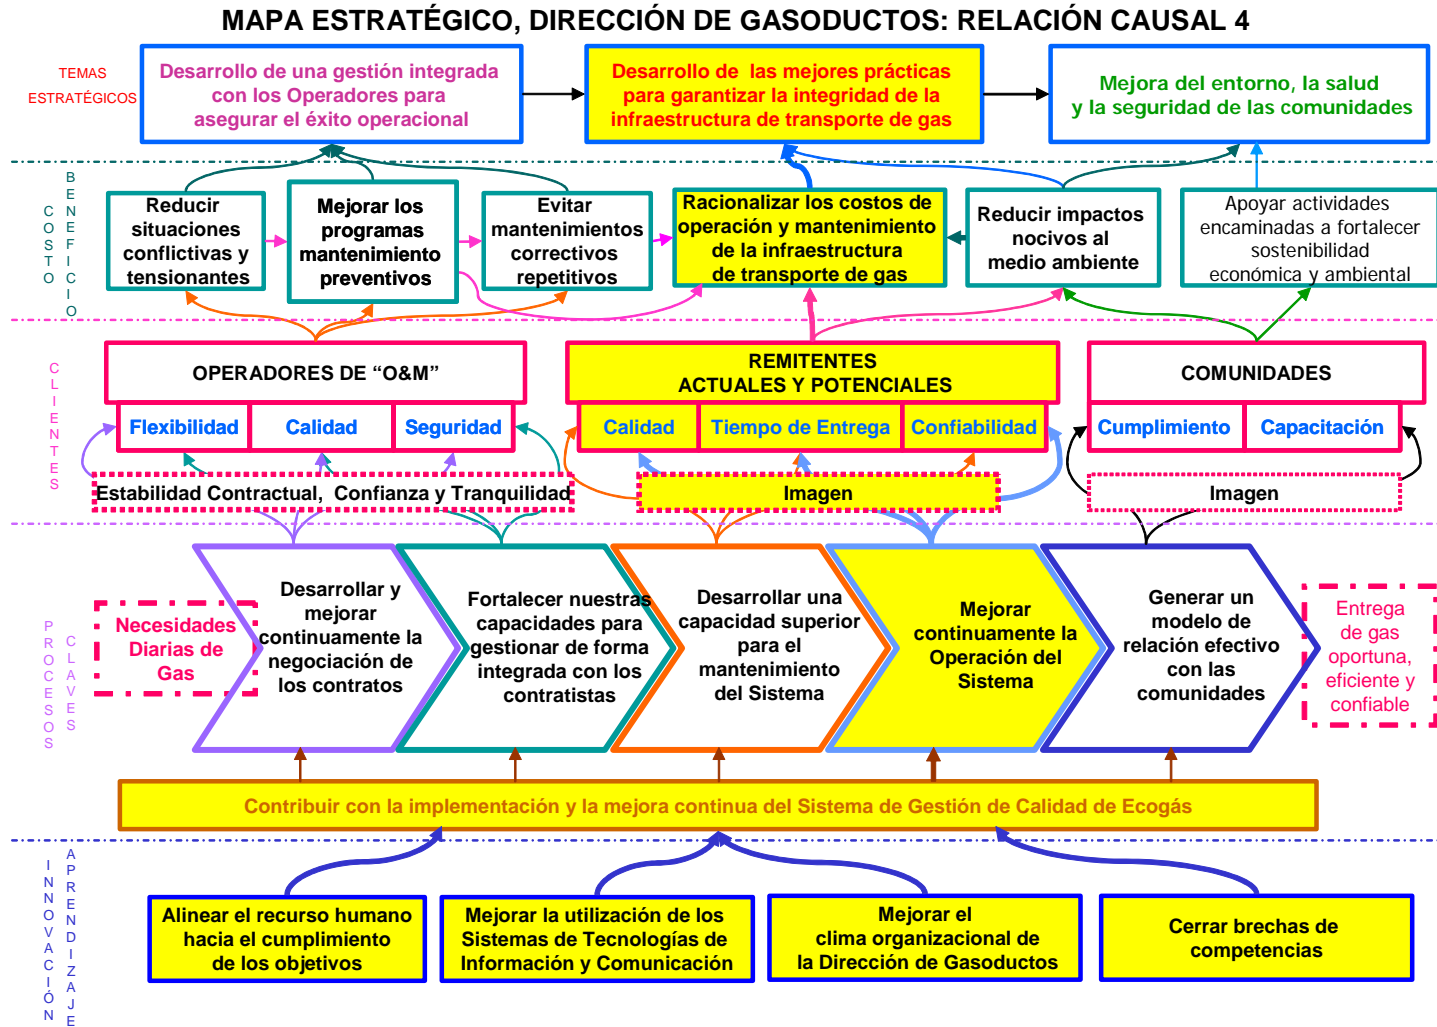 MAPA ESTRATÉGICO, DIRECCIÓN DE GASODUCTOS: RELACIÓN CAUSAL 4
TEMAS
ESTRATÉGICOS
Desarrollo de una gestión integrada
con los Operadores para
asegurar el éxito operacional
Desarrollo de las mejores prácticas
para garantizar la integridad de la
infraestructura de transporte de gas
Mejora del entorno, la salud
y la seguridad de las comunidades
COSTO
BENEFICIO
Reducir
situaciones
conflictivas y
tensionantes
Mejorar los
programas
mantenimiento
preventivos
Evitar
mantenimientos
correctivos
repetitivos
Racionalizar los costos de
operación y mantenimiento
de la infraestructura
de transporte de gas
Reducir impactos
nocivos al
medio ambiente
Apoyar actividades
encaminadas a fortalecer
sostenibilidad
económica y ambiental
CLIENTES
OPERADORES DE “O&M”
Flexibilidad
Calidad
Seguridad
Estabilidad Contractual, Confianza y Tranquilidad
REMITENTES
ACTUALES Y POTENCIALES
Calidad
Tiempo de Entrega
Confiabilidad
Imagen
COMUNIDADES
Cumplimiento
Capacitación
Imagen
PROCESOS
CLAVES
Necesidades
Diarias de
Gas
Desarrollar y
mejorar
continuamente la
negociación de
los contratos
Fortalecer nuestras
capacidades para
gestionar de forma
integrada con los
contratistas
Desarrollar una
capacidad superior
para el
mantenimiento
del Sistema
Mejorar
continuamente la
Operación del
Sistema
Generar un
modelo de
relación efectivo
con las
comunidades
Entrega
de gas
oportuna,
eficiente y
confiable
Contribuir con la implementación y la mejora continua del Sistema de Gestión de Calidad de Ecogás
INNOVACIÓN
APRENDIZAJE
Alinear el recurso humano
hacia el cumplimiento
de los objetivos
Mejorar la utilización de los
Sistemas de Tecnologías de
Información y Comunicación
Mejorar el
clima organizacional de
la Dirección de Gasoductos
Cerrar brechas de
competencias